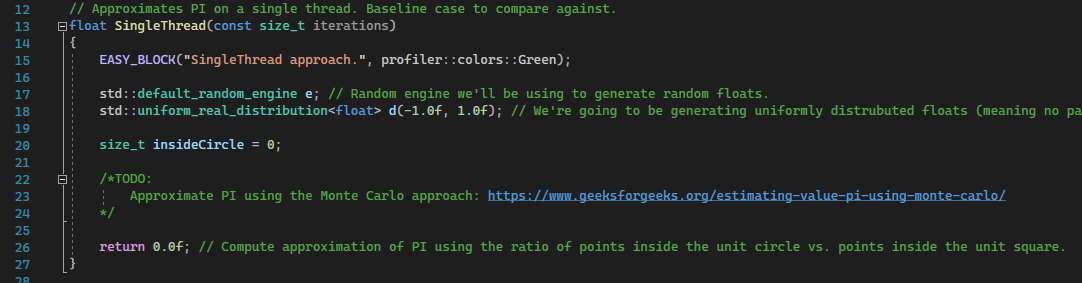 12 // Approximates PI on a single thread. Baseline case to compare against.
13 float SingleThread(const size_t iterations)
14 {
15 EASY_BLOCK("SingleThread approach.", profiler::colors::Green);
16
17 std::default_random_engine e; // Random engine we'll be using to generate random floats.
18 std::uniform_real_distribution<float> d(-1.0f, 1.0f); // We're going to be generating uniformly distrubuted floats (meaning no pa
19
20 size_t insideCircle = 0;
21
22 /*TODO:
23 Approximate PI using the Monte Carlo approach: https://www.geeksforgeeks.org/estimating-value-pi-using-monte-carlo/
24 */
25
26 return 0.0f; // Compute approximation of PI using the ratio of points inside the unit circle vs. points inside the unit square.
27 }
28